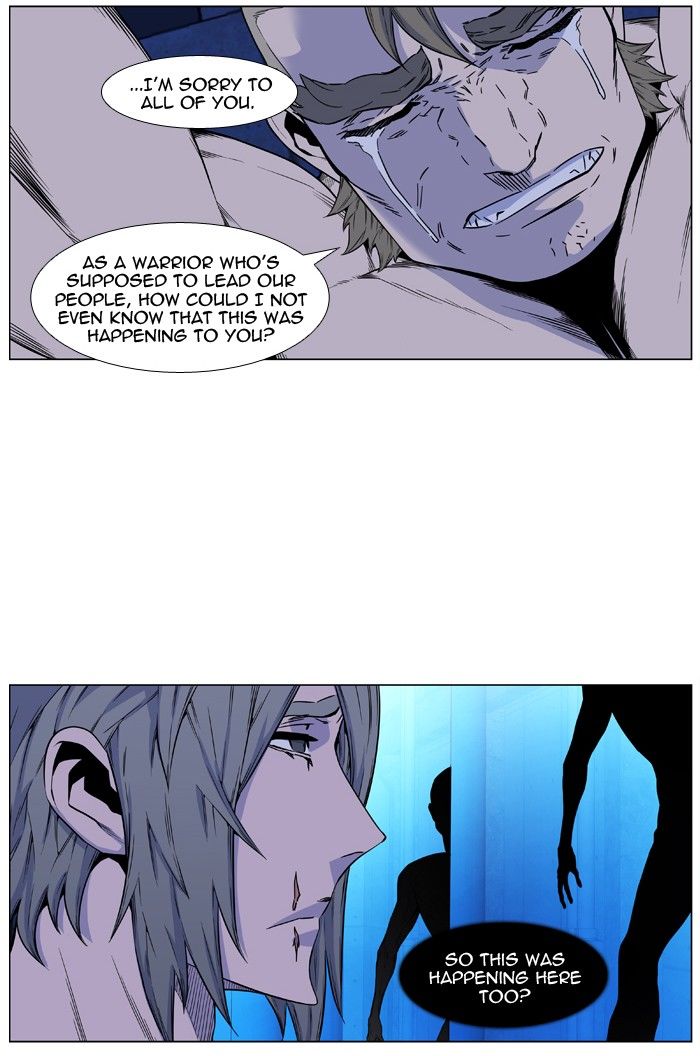 ...I'M SORRY TO
ALL OF YOU.
AS A WARRIOR WHO'S
SUPPOSED TO LEAD OUR
PEOPLE, HOW COULD I NOT
EVEN KNOW THAT THIS WAS
HAPPENING TO YOU?
SO THIS WAS
HAPPENING HERE
TOO?